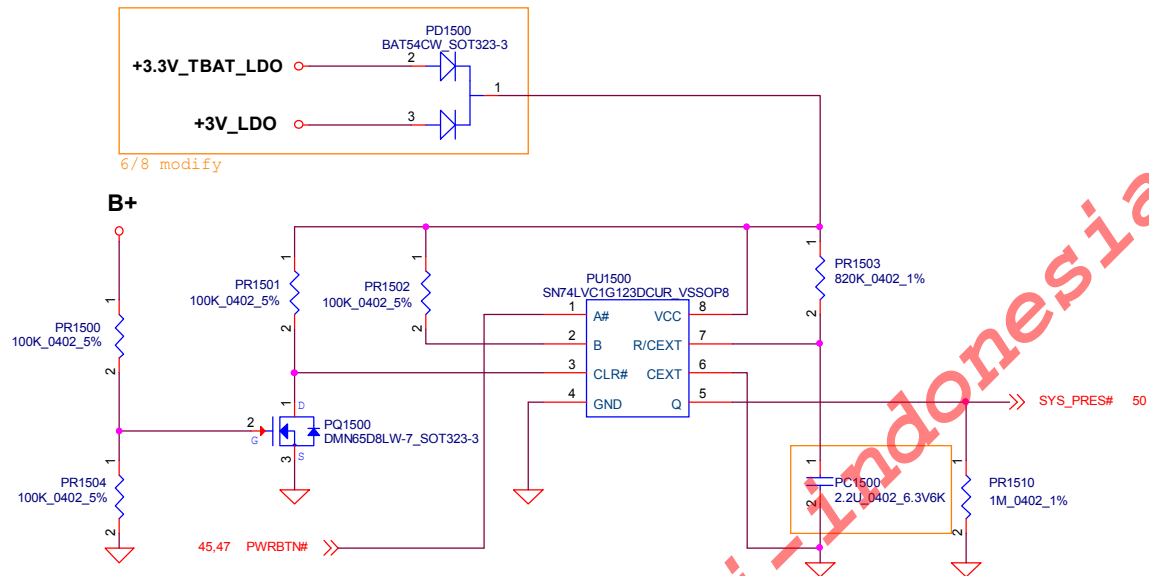 PD1500
BAT54CW_SOT323-3
+3.3V_TBAT_LDO
2
1
+3V_LDO
3
6/8 modify
B+
1
1
1
1
PR1501
100K_0402_5%
PR1502
100K_0402_5%
PR1503
820K_0402_1%
2
2
2
PU1500
SN74LVC1G123DCUR_VSSOP8
1
A#
VCC
8
2
B
R/CEXT
7
3
CLR#
CEXT
6
4
GND
Q
5
PR1500
100K_0402_5%
2
1
D
2
G
S
3
PQ1500
DMN65D8LW-7_SOT323-3
SYS_PRES# 50
1
PR1504
100K_0402_5%
2
1
PC1500
2.2U_0402_6.3V6K
2
1
PR1510
1M_0402_1%
2
45,47 PWRBTN#
i-indonesia